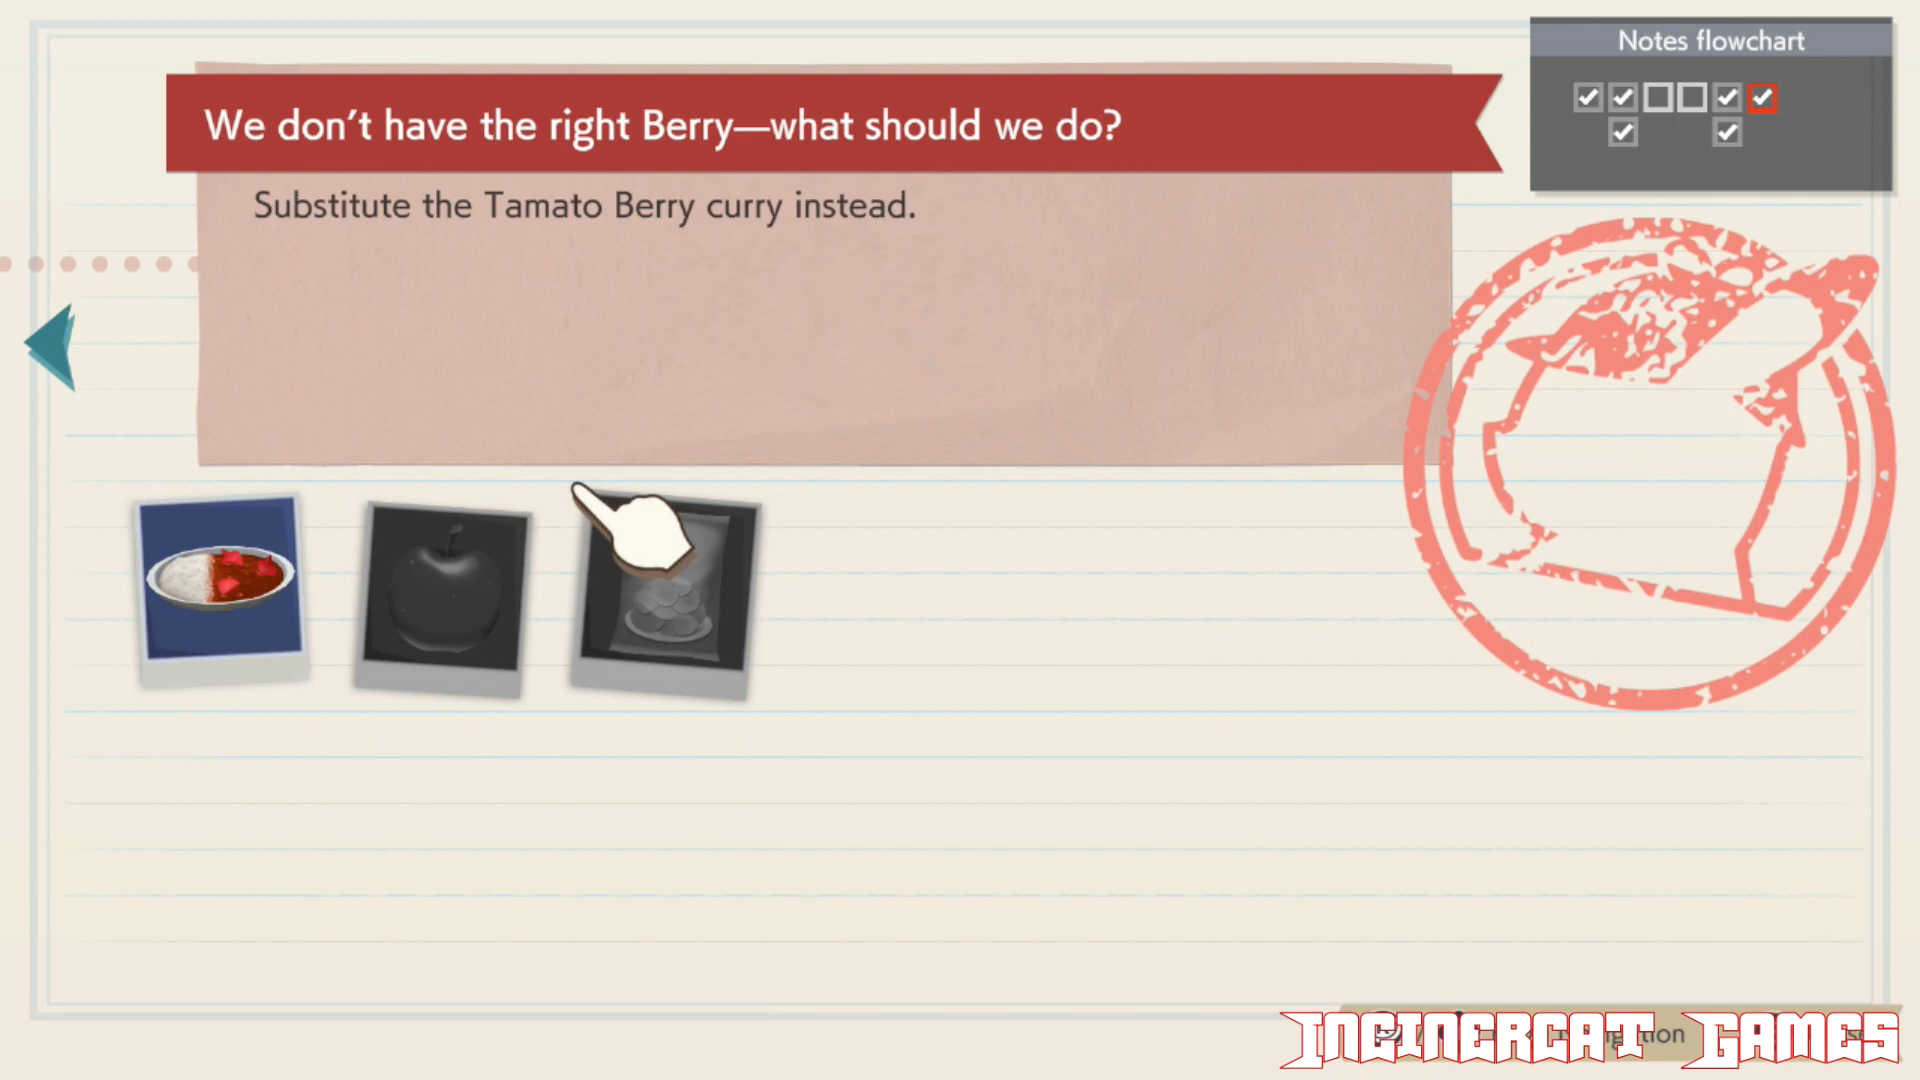 Notes flowchart
We don't have the right Berry—what should we do?
Substitute the Tamato Berry curry instead.
INGINERCAT GAMES